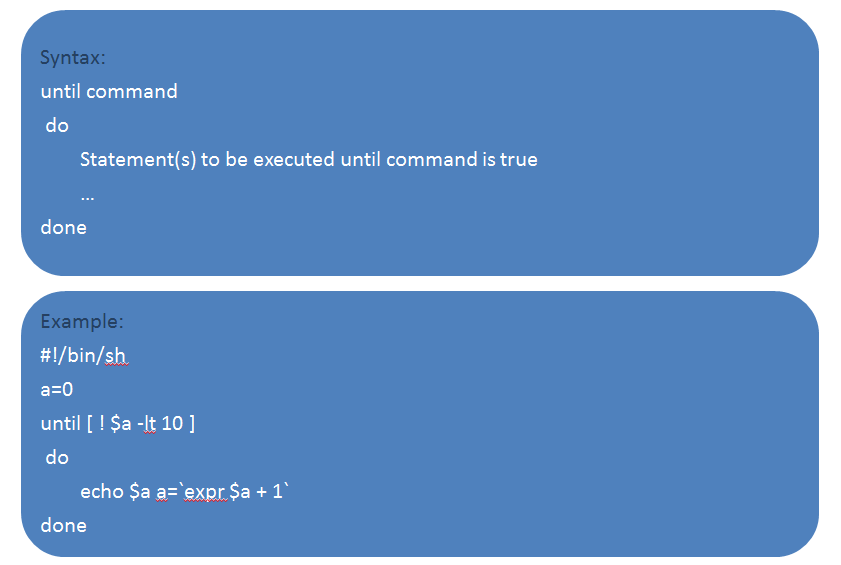 Syntax:
until command
do
Statement(s) to be executed until command is true
...
done
Example:
#!/bin/sh
a=0
until [ ! $a -lt 10 ]
do
echo $a a=`expr $a + 1`
done